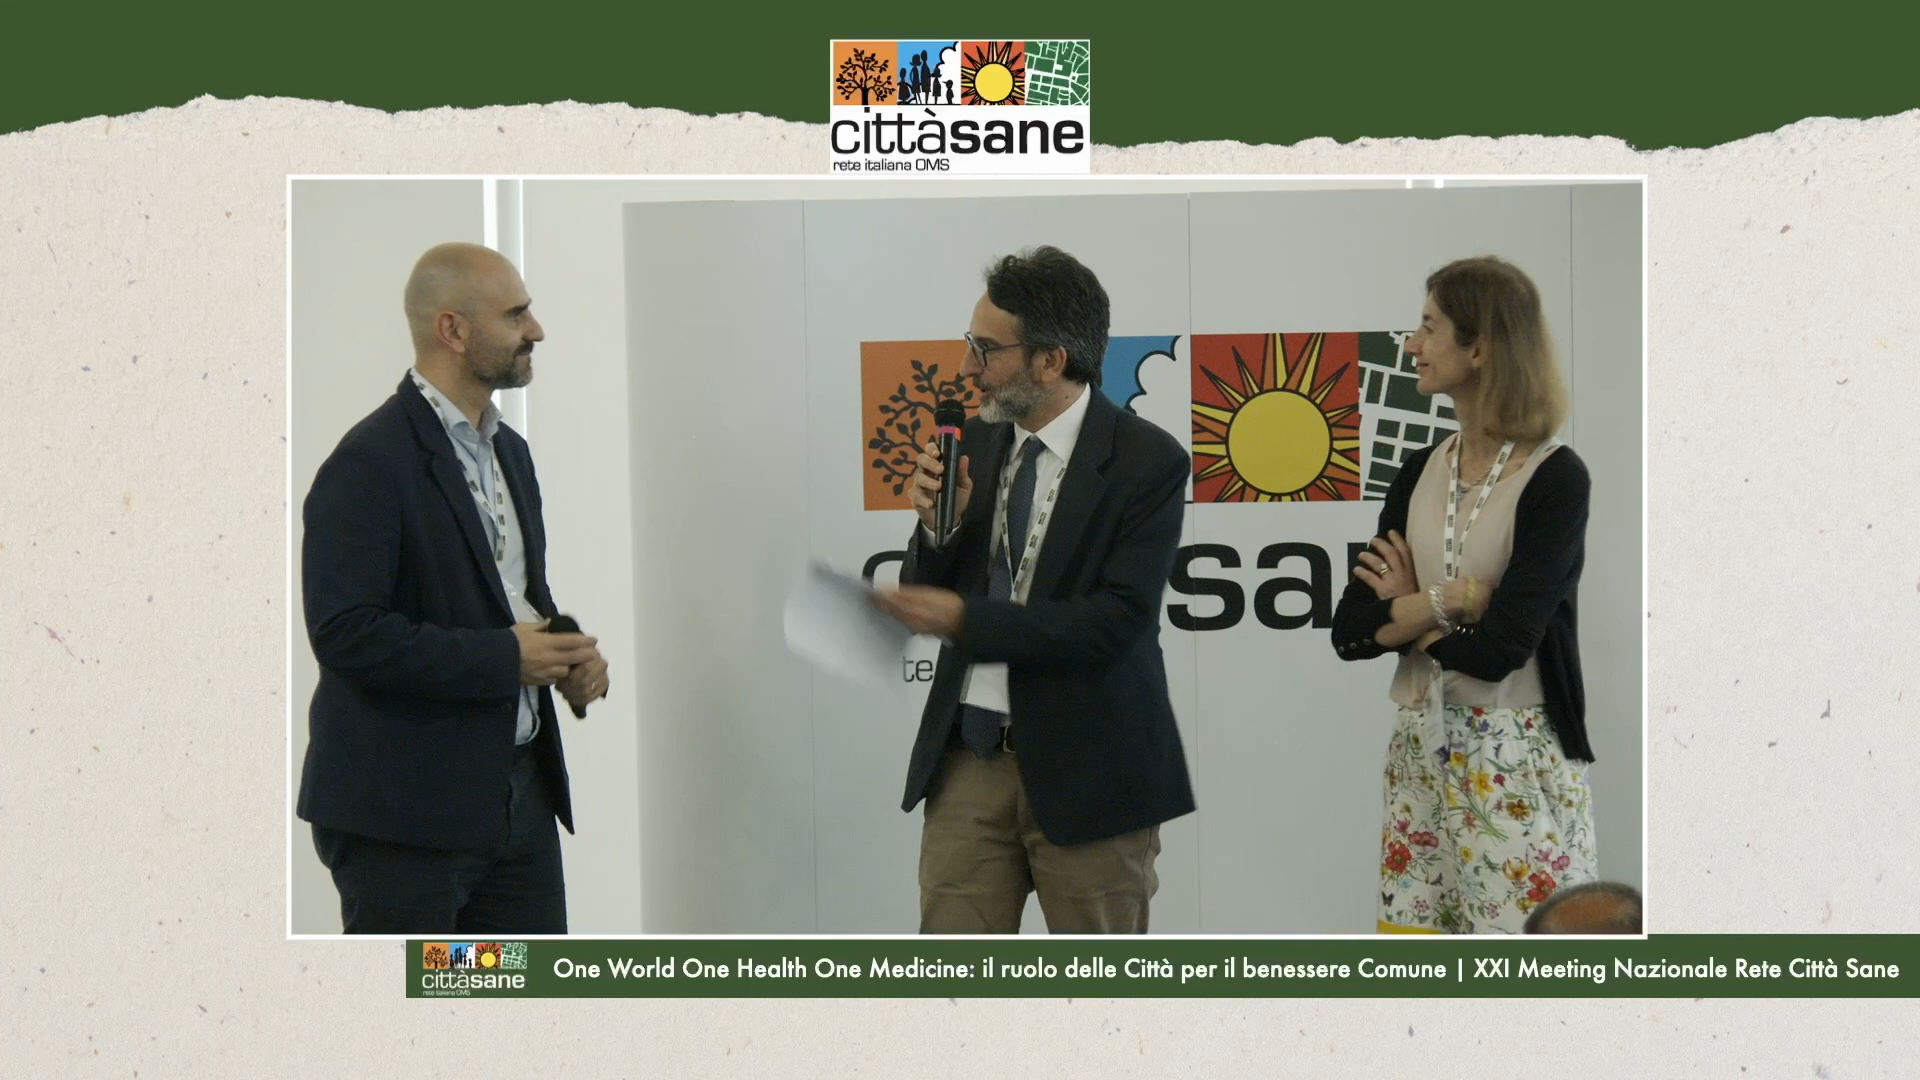 cittàsane
rete italiana OMS
sa
te
cittàsane
rete italiana OMS
One World One Health One Medicine: il ruolo delle Città per il benessere Comune | XXI Meeting Nazionale Rete Città Sane